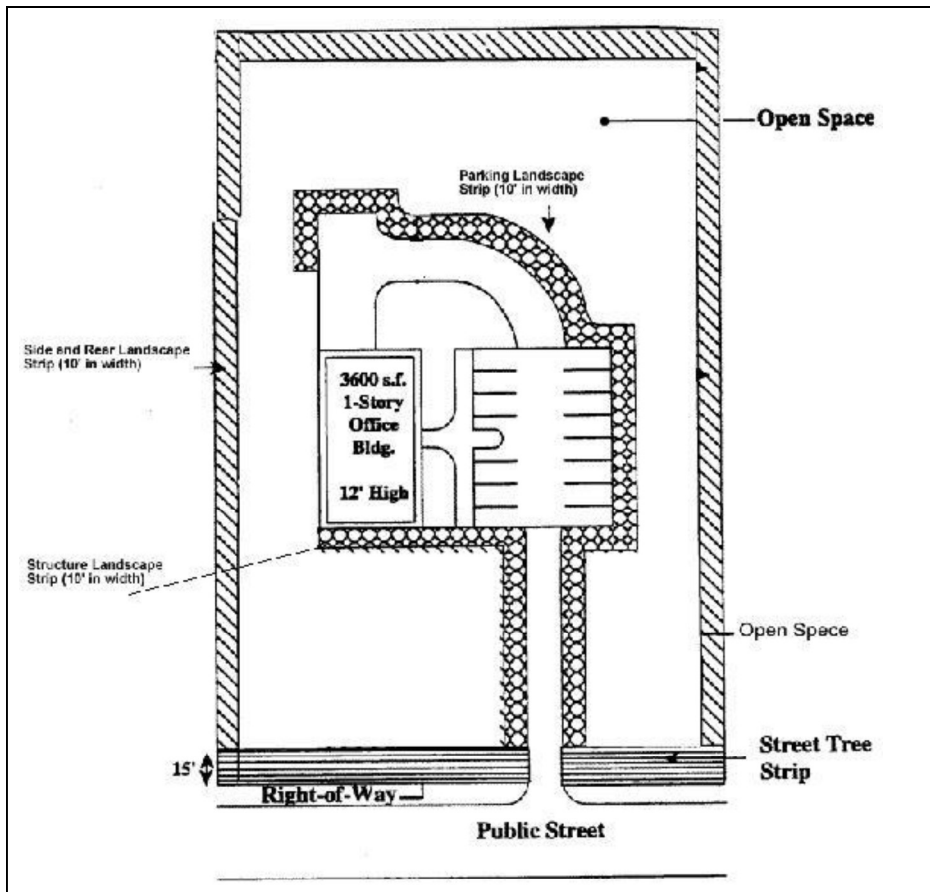 Open Space
Parking Landscape
Strip (10' in width)
Side and Rear Landscape
Strip (10' in width)
3600 s.f.
1-Story
Office
Bldg.
12' High
Structure Landscape
Strip (10' in width)
Open Space
Street Tree
Strip
15'
Right-of-Way
Public Street